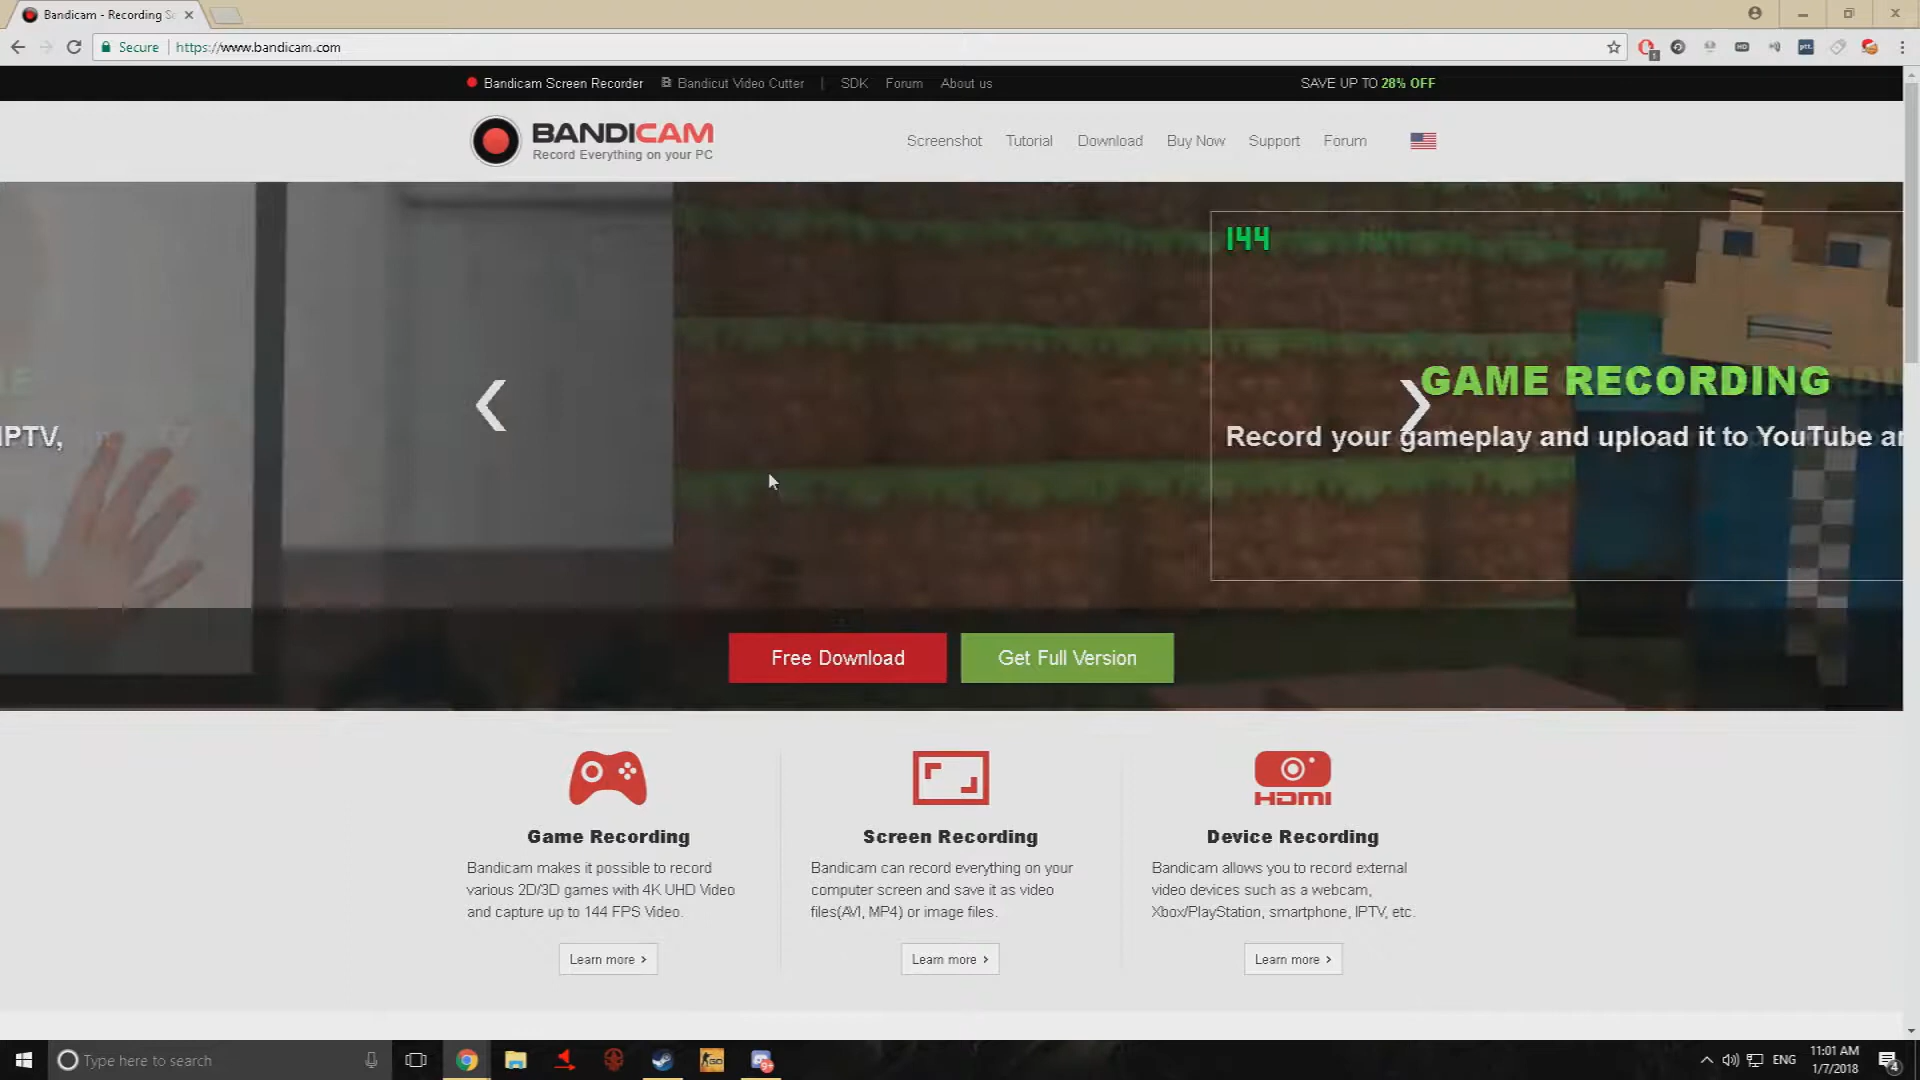 Bandicam - Recording S
Secure https://www.bandicam.com
Bandicam Screen Recorder Bandicut Video Cutter | SDK Forum About us SAVE UP TO 28% OFF
BANDICAM
Record Everything on your PC
Screenshot Tutorial Download Buy Now Support Forum
144
GAME RECORDING
IPTV,
Record your gameplay and upload it to YouTube
Free Download Get Full Version
HDMI
Game Recording
Bandicam makes it possible to record
various 2D/3D games with 4K UHD Video
and capture up to 144 FPS Video.
Learn more ›
Screen Recording
Bandicam can record everything on your
computer screen and save it as video
files(AVI, MP4) or image files.
Learn more ›
Device Recording
Bandicam allows you to record external
video devices such as a webcam,
Xbox/PlayStation, smartphone, IPTV, etc.
Learn more ›
Type here to search
ENG
11:01 AM
1/7/2018
4